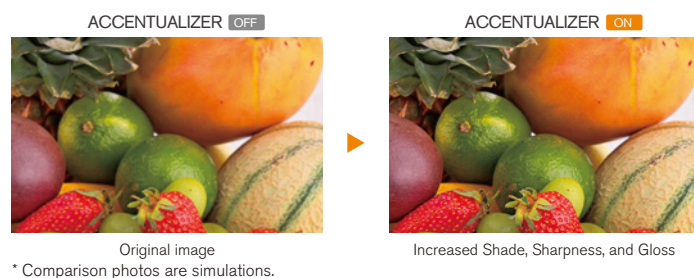 ACCENTUALIZER OFF
ACCENTUALIZER ON
Original image
Increased Shade, Sharpness, and Gloss
* Comparison photos are simulations.